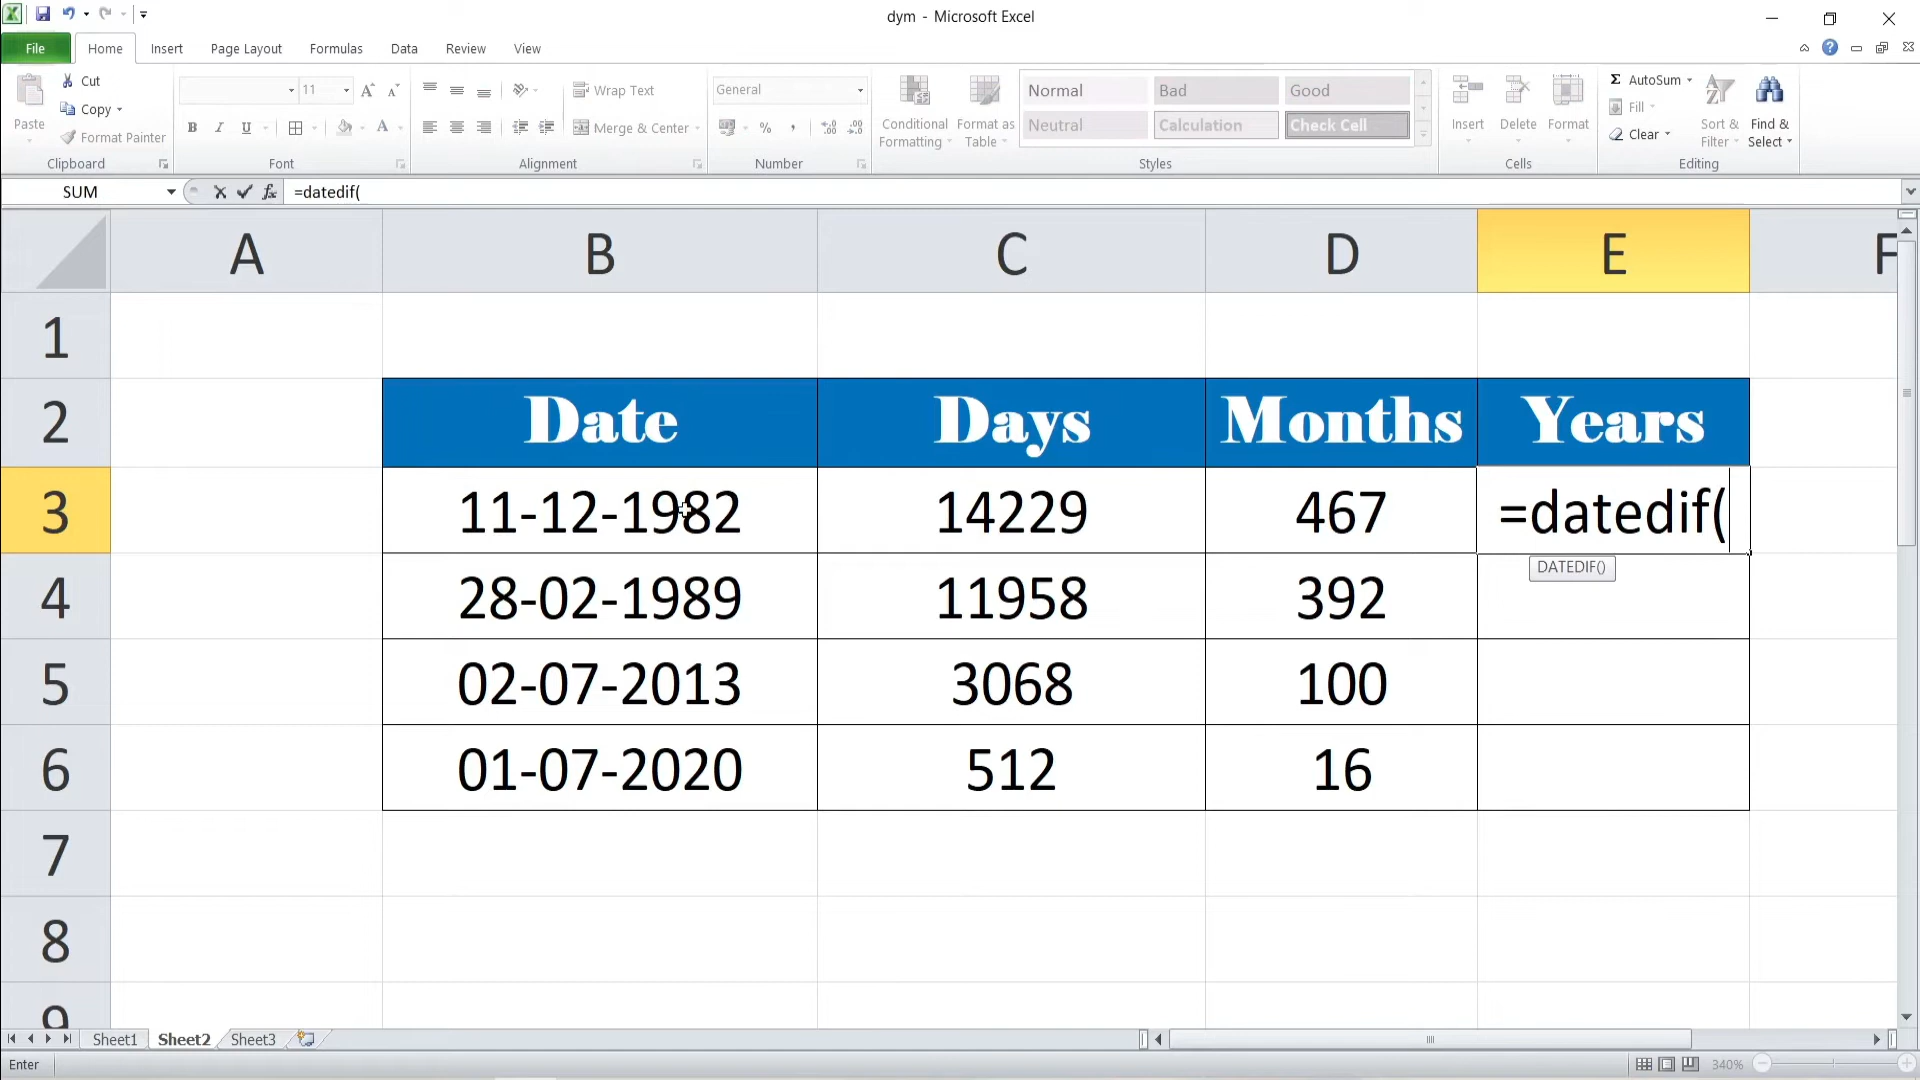 dym - Microsoft Excel
File Home Insert Page Layout Formulas Data Review View
Paste
Cut
Copy
Format Painter
Clipboard
11
B I U A
Font
Wrap Text
Merge & Center
Alignment
General
%
Number
Conditional Formatting
Format as Table
Normal Bad Good
Neutral Calculation Check Cell
Styles
Insert Delete Format
Cells
Σ AutoSum
Fill
Clear
Sort & Filter
Find & Select
Editing
SUM fx =datedif(
A B C D E F
1
2 Date Days Months Years
3 11-12-1982 14229 467 =datedif(
DATEDIF()
4 28-02-1989 11958 392
5 02-07-2013 3068 100
6 01-07-2020 512 16
7
8
9
Sheet1 Sheet2 Sheet3
Enter 340%